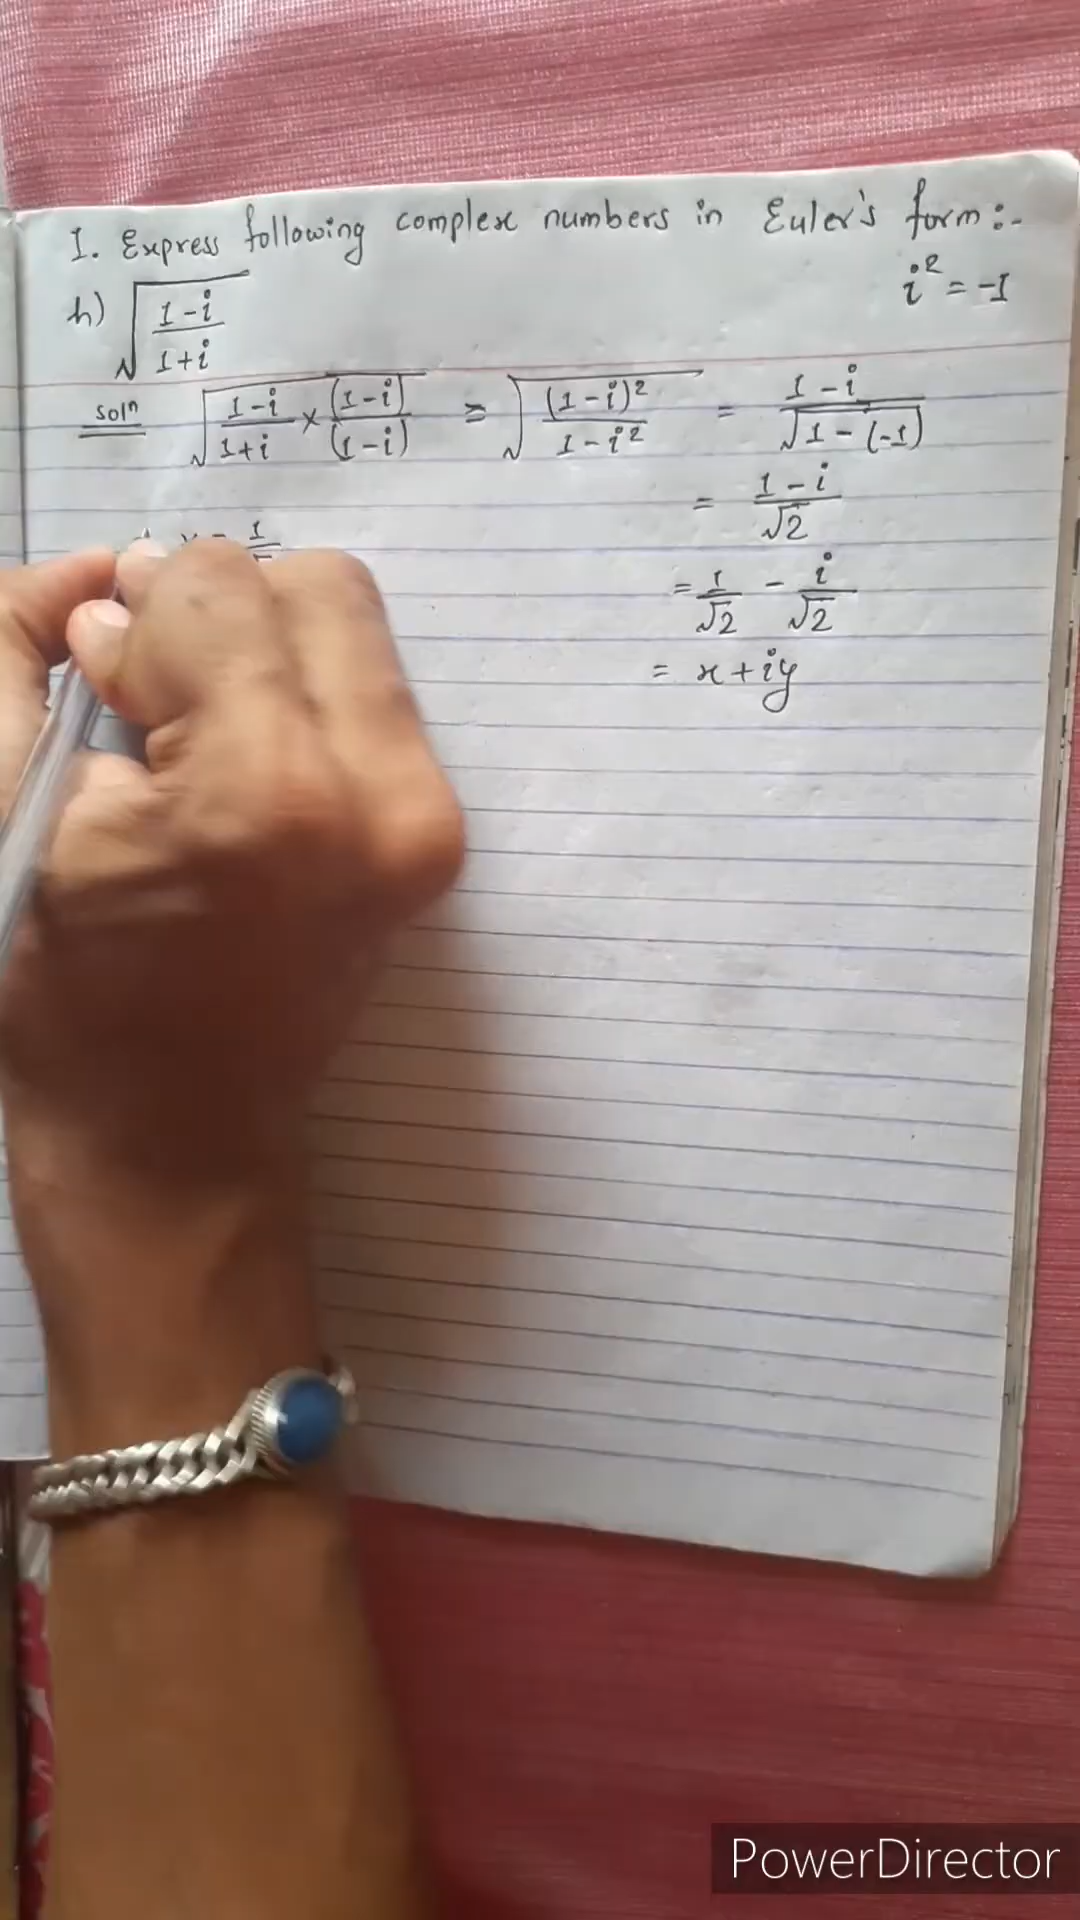 I. Express following complex numbers in Euler's form :-
i² = -1
h) √((1-i)/(1+i))
Solⁿ √((1-i)/(1+i) × (1-i)/(1-i)) = √((1-i)²/(1-i²)) = (1-i)/√(1-(-1))
= (1-i)/√2
= 1/√2 - i/√2
= x+iy
PowerDirector